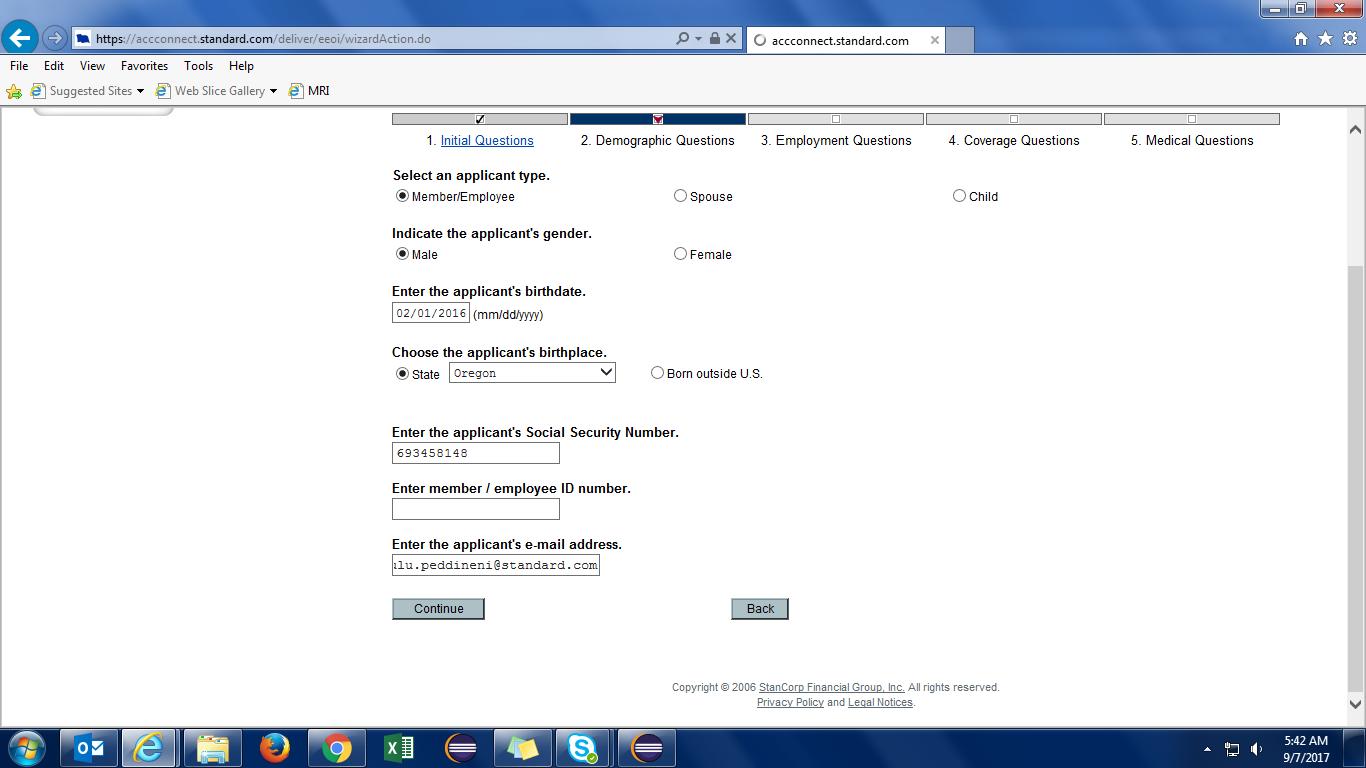 https://accconnect.standard.com/deliver/eeoi/wizardAction.do
accconnect.standard.com
File Edit View Favorites Tools Help
Suggested Sites Web Slice Gallery MRI
1. Initial Questions 2. Demographic Questions 3. Employment Questions 4. Coverage Questions 5. Medical Questions
Select an applicant type.
Member/Employee Spouse Child
Indicate the applicant's gender.
Male Female
Enter the applicant's birthdate.
02/01/2016 (mm/dd/yyyy)
Choose the applicant's birthplace.
State Oregon Born outside U.S.
Enter the applicant's Social Security Number.
693458148
Enter member / employee ID number.
Enter the applicant's e-mail address.
ulu.peddineni@standard.com
Continue Back
Copyright © 2006 StanCorp Financial Group, Inc. All rights reserved.
Privacy Policy and Legal Notices.
5:42 AM
9/7/2017